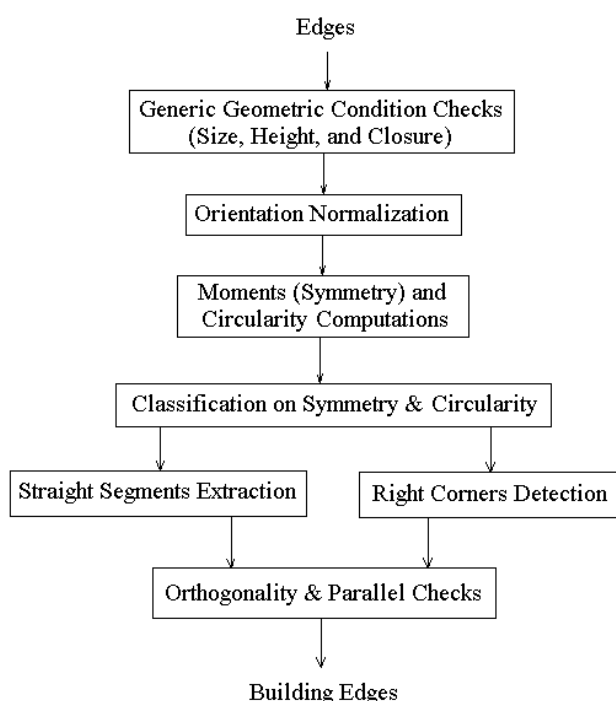 Edges
Generic Geometric Condition Checks
(Size, Height, and Closure)
Orientation Normalization
Moments (Symmetry) and
Circularity Computations
Classification on Symmetry & Circularity
Straight Segments Extraction
Right Corners Detection
Orthogonality & Parallel Checks
Building Edges